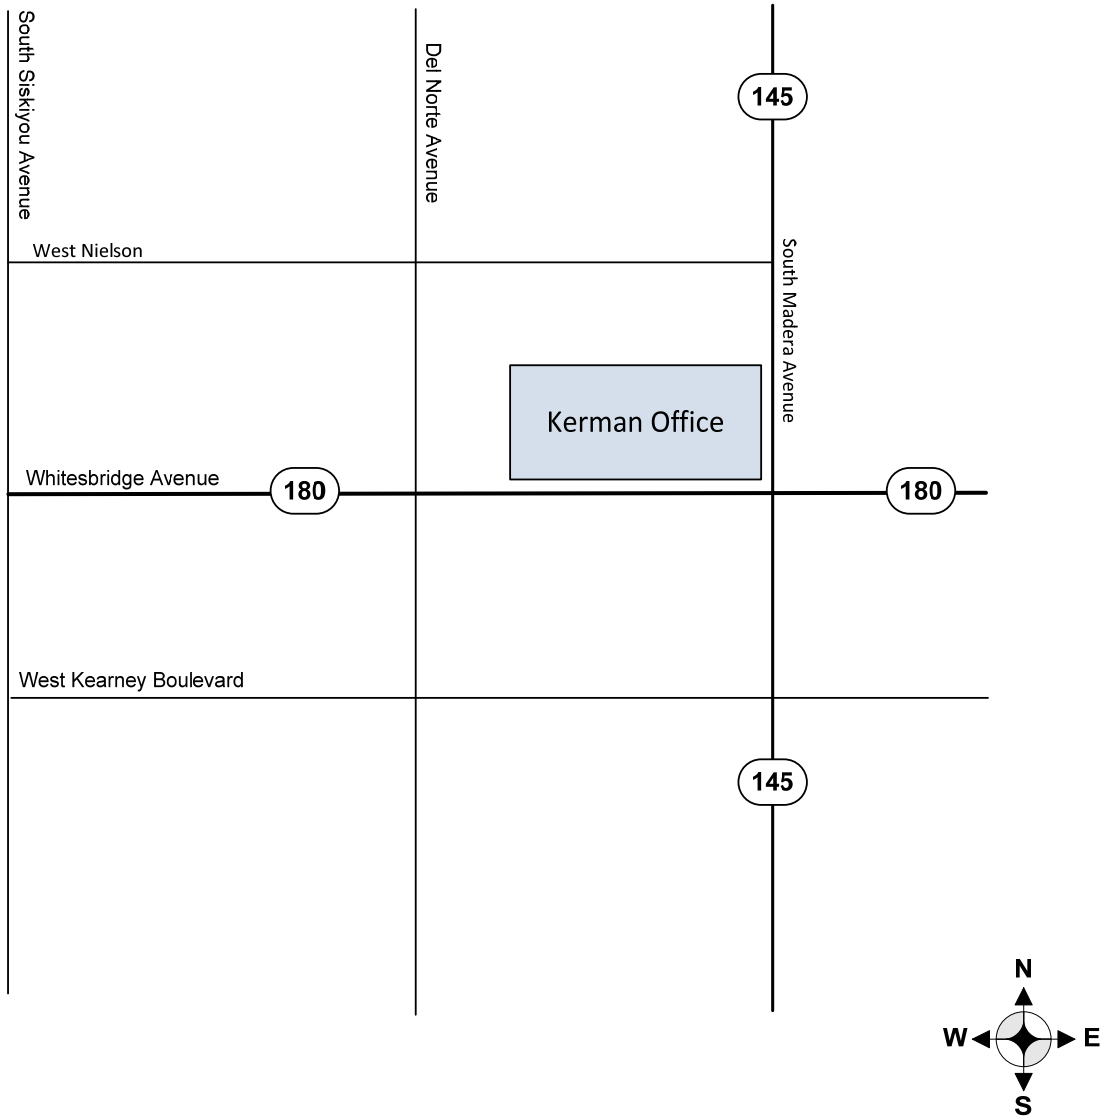 South Siskiyou Avenue
Del Norte Avenue
145
West Nielson
South Madera Avenue
Kerman Office
Whitesbridge Avenue
180
180
West Kearney Boulevard
145
N
W
E
S